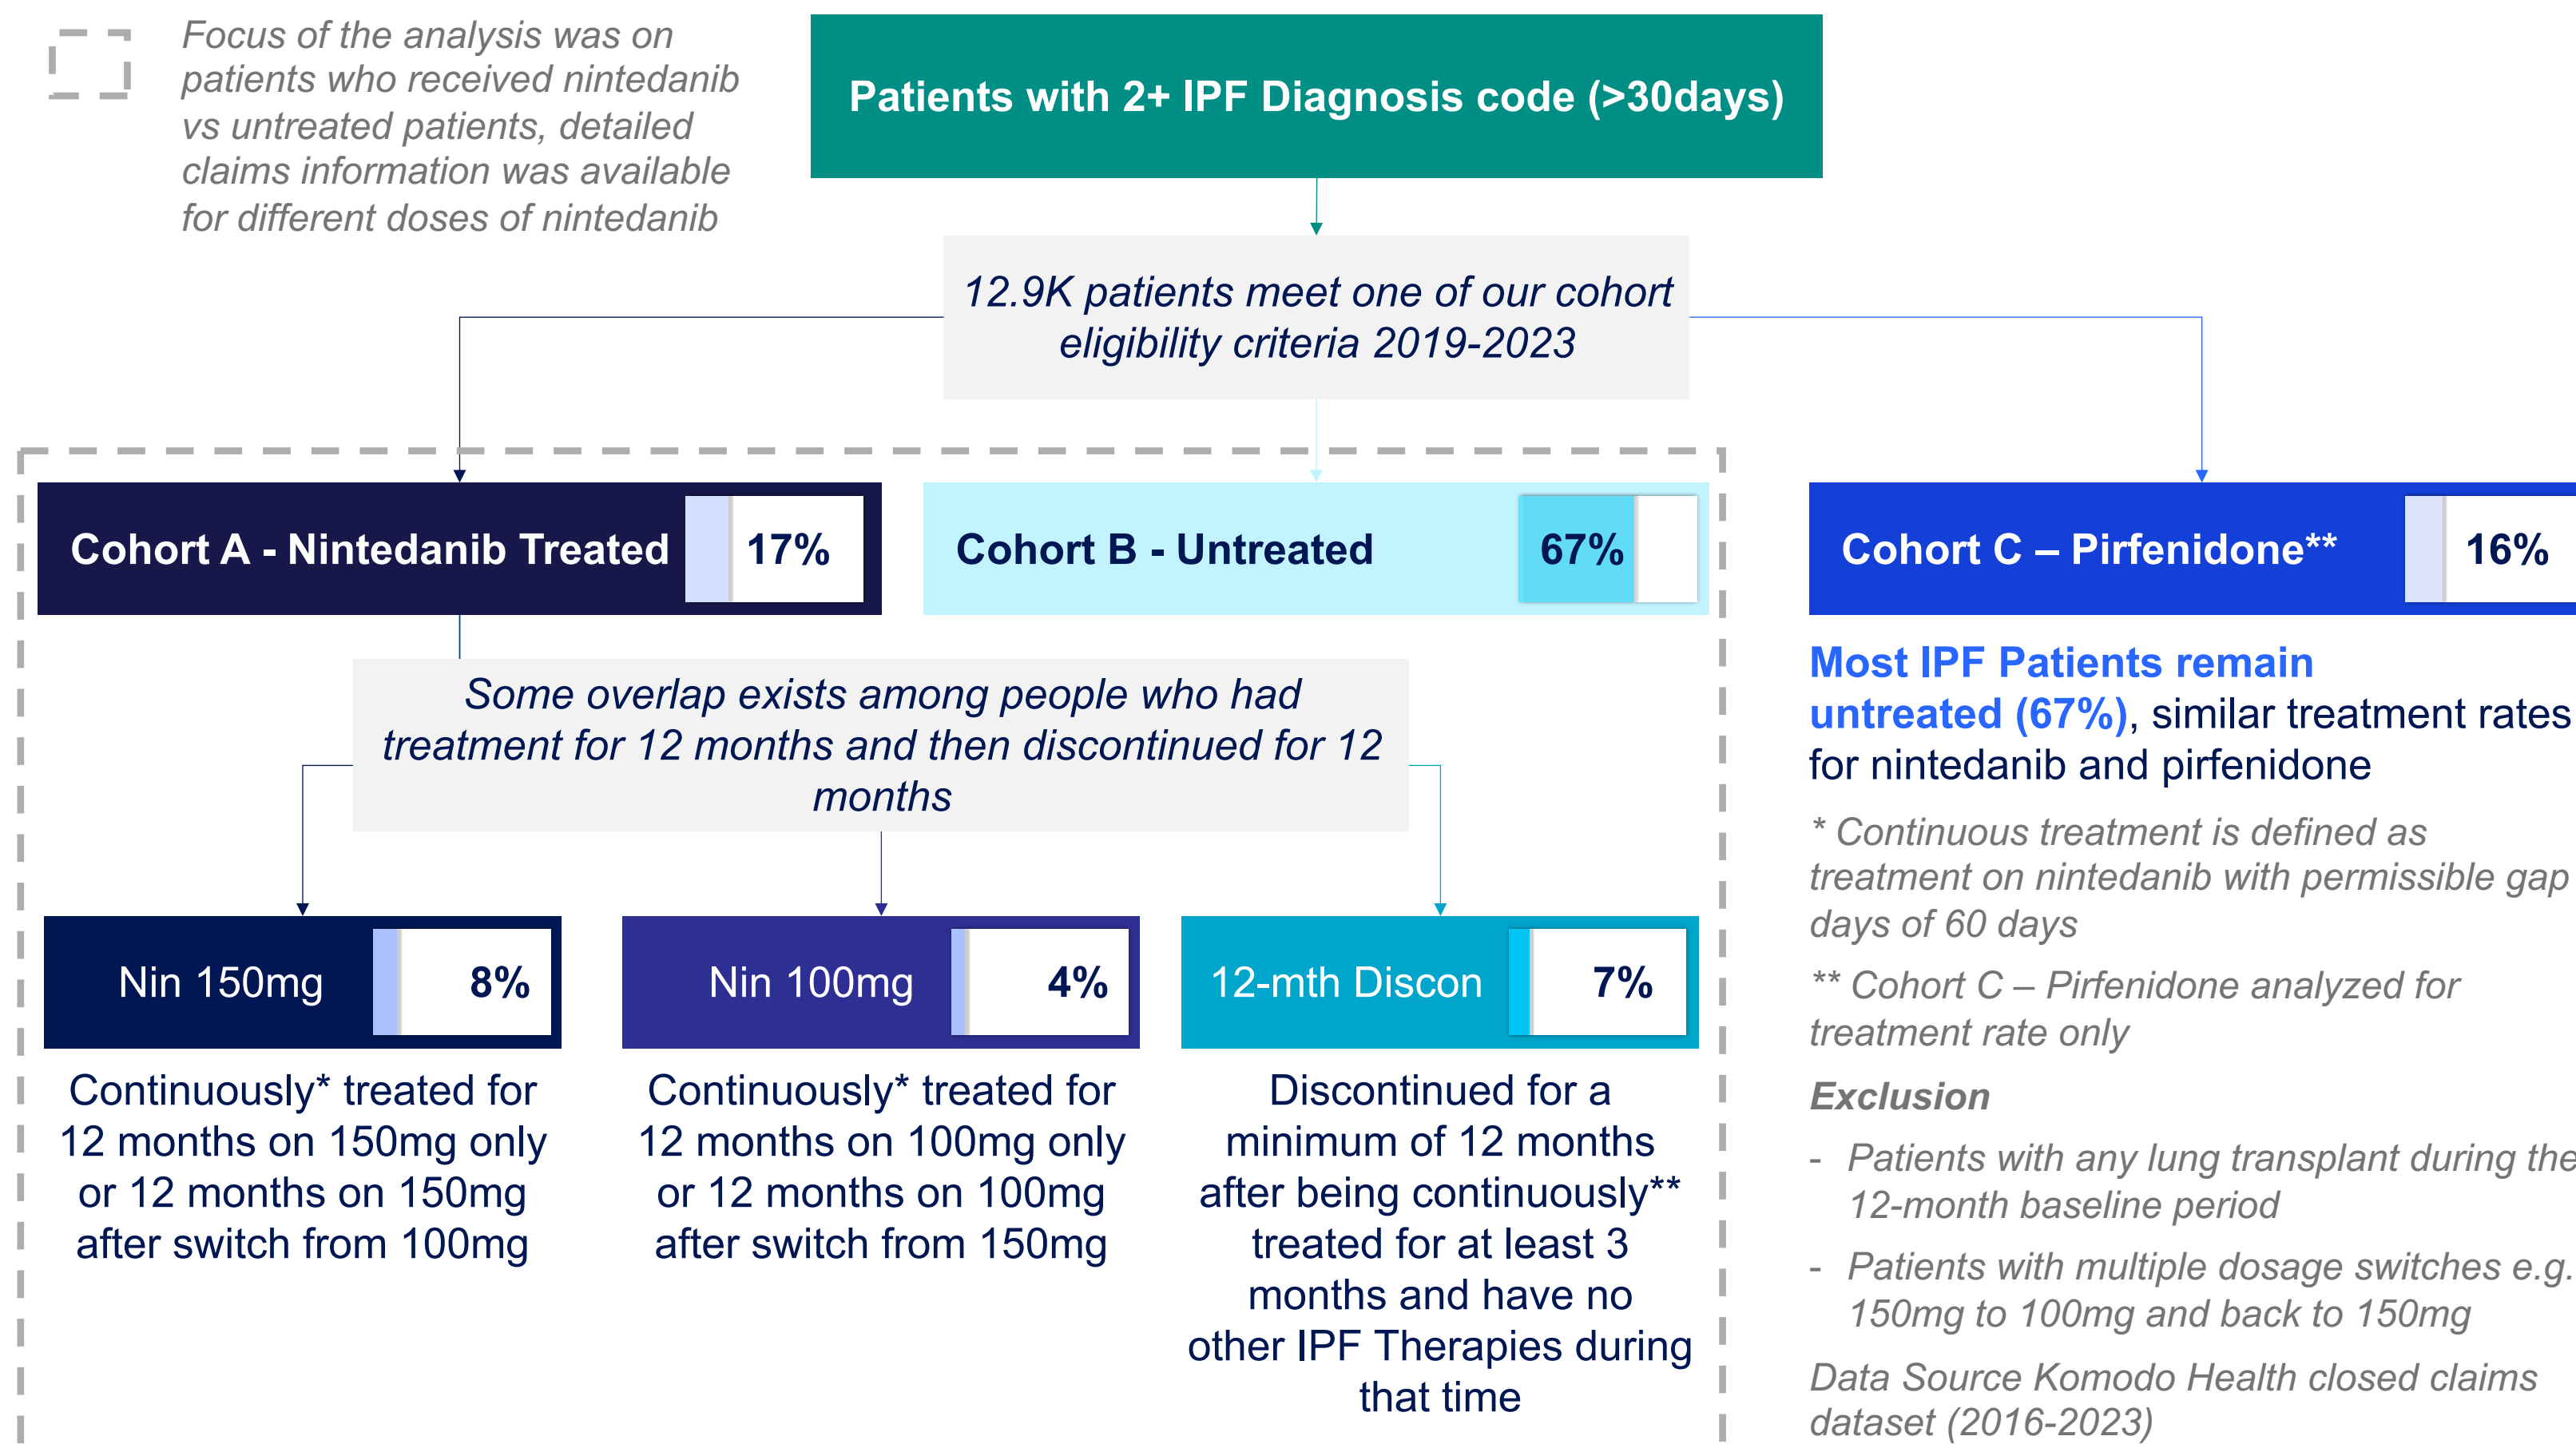 Focus of the analysis was on
patients who received nintedanib
vs untreated patients, detailed
claims information was available
for different doses of nintedanib
Patients with 2+ IPF Diagnosis code (>30days)
12.9K patients meet one of our cohort
eligibility criteria 2019-2023
Cohort A - Nintedanib Treated
17%
Cohort B - Untreated
67%
Cohort C – Pirfenidone**
16%
Some overlap exists among people who had
treatment for 12 months and then discontinued for 12
months
Nin 150mg
8%
Continuously* treated for
12 months on 150mg only
or 12 months on 150mg
after switch from 100mg
Nin 100mg
4%
Continuously* treated for
12 months on 100mg only
or 12 months on 100mg
after switch from 150mg
12-mth Discon
7%
Discontinued for a
minimum of 12 months
after being continuously**
treated for at least 3
months and have no
other IPF Therapies during
that time
Most IPF Patients remain
untreated (67%), similar treatment rates
for nintedanib and pirfenidone
* Continuous treatment is defined as
treatment on nintedanib with permissible gap
days of 60 days
** Cohort C – Pirfenidone analyzed for
treatment rate only
Exclusion
- Patients with any lung transplant during the
12-month baseline period
- Patients with multiple dosage switches e.g.
150mg to 100mg and back to 150mg
Data Source Komodo Health closed claims
dataset (2016-2023)